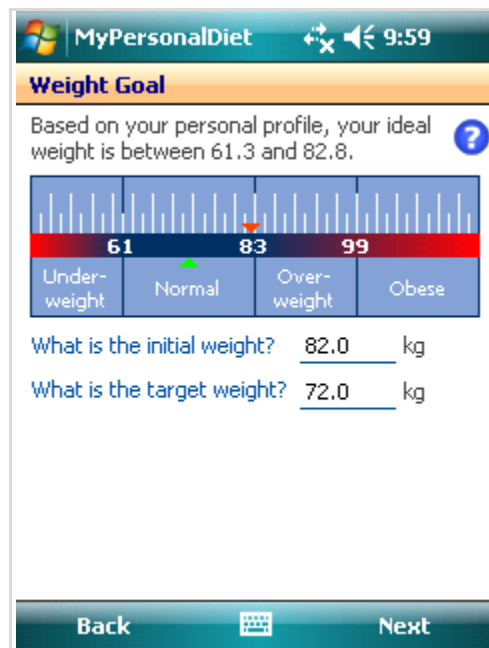 MyPersonalDiet 9:59
Weight Goal
Based on your personal profile, your ideal
weight is between 61.3 and 82.8.
61 83 99
Under-
weight
Normal
Over-
weight
Obese
What is the initial weight? 82.0 kg
What is the target weight? 72.0 kg
Back Next